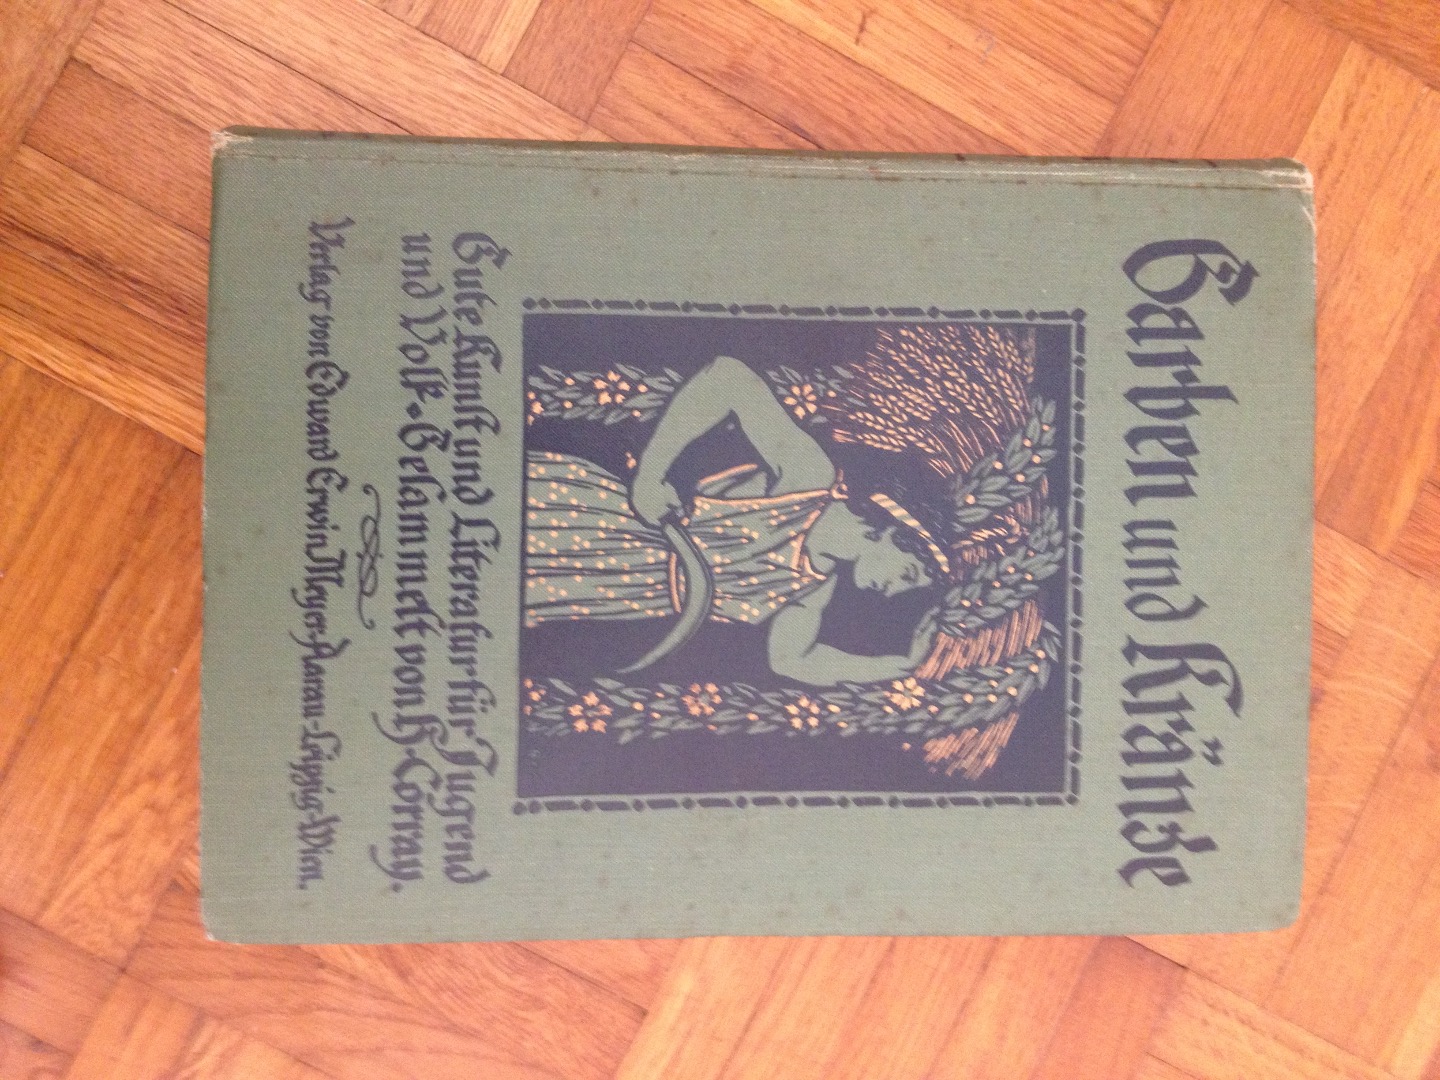 Garben und Kränze
Gute Kunst und Literatur für Jugend
und Volk • Gesammelt von H. Corray.
Verlag von Eduard Erwin Meyer • Aarau-Leipzig-Wien.